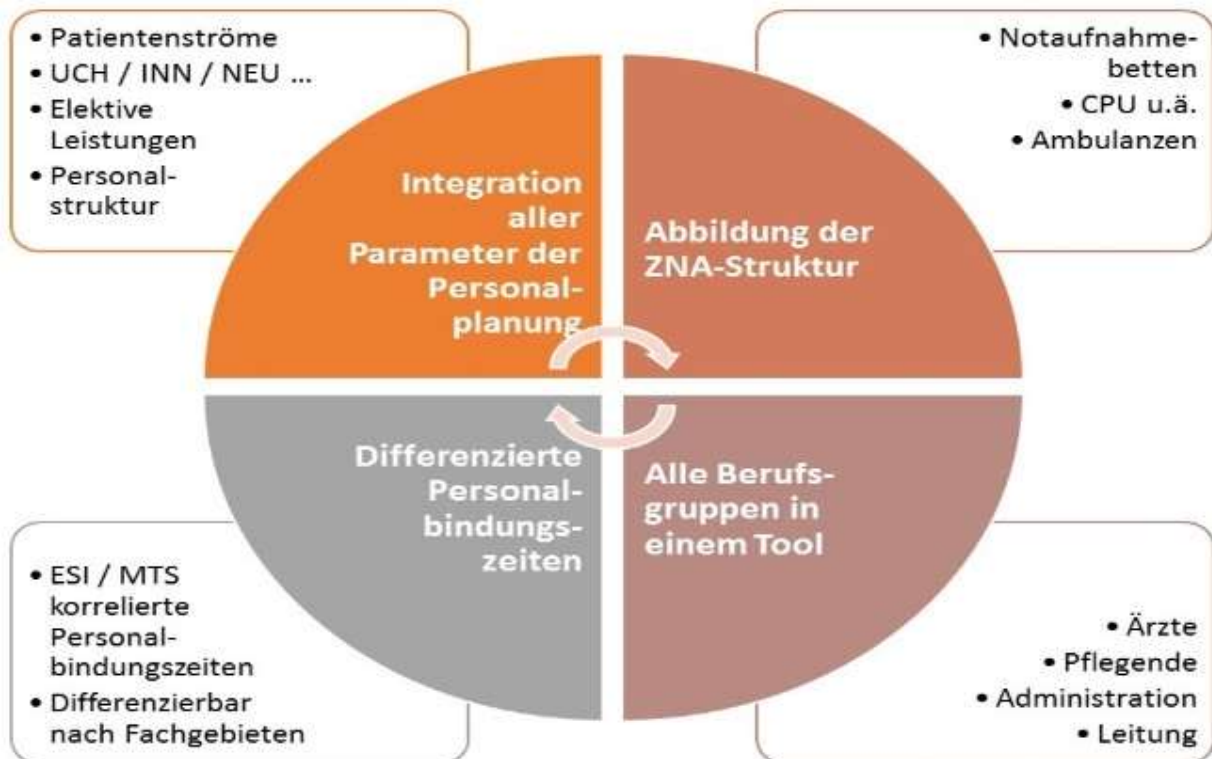 • Patientenströme
• UCH / INN / NEU ...
• Elektive
Leistungen
• Personal-
struktur
Integration
aller
Parameter der
Personal-
planung
• Notaufnahme-
betten
• CPU u.ä.
• Ambulanzen
Abbildung der
ZNA-Struktur
Differenzierte
Personal-
bindungs-
zeiten
• ESI / MTS
korrelierte
Personal-
bindungszeiten
• Differenzierbar
nach Fachgebieten
Alle Berufs-
gruppen in
einem Tool
• Ärzte
• Pflegende
• Administration
• Leitung